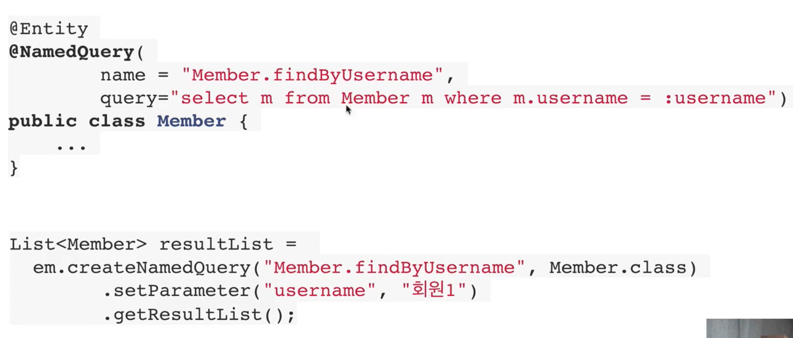 @Entity
@NamedQuery(
name = "Member.findByUsername",
query="select m from Member m where m.username = :username")
public class Member {
...
}
List<Member> resultList =
em.createNamedQuery("Member.findByUsername", Member.class)
.setParameter("username", "회원1")
.getResultList();